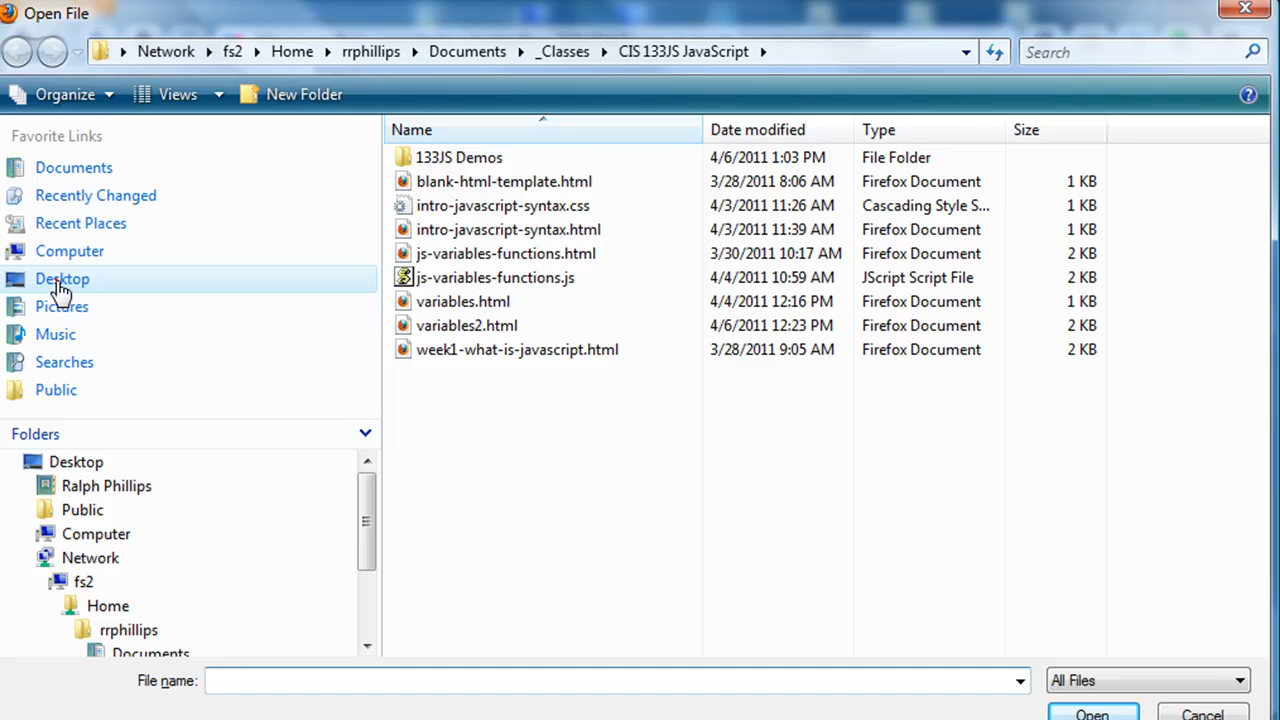 Open File
Network fs2 Home rrphillips Documents _Classes CIS 133JS JavaScript
Search
Organize Views New Folder
Favorite Links
Documents
Recently Changed
Recent Places
Computer
Desktop
Pictures
Music
Searches
Public
Folders
Desktop
Ralph Phillips
Public
Computer
Network
fs2
Home
rrphillips
Documents
Name Date modified Type Size
133JS Demos 4/6/2011 1:03 PM File Folder
blank-html-template.html 3/28/2011 8:06 AM Firefox Document 1 KB
intro-javascript-syntax.css 4/3/2011 11:26 AM Cascading Style S... 1 KB
intro-javascript-syntax.html 4/3/2011 11:39 AM Firefox Document 1 KB
js-variables-functions.html 3/30/2011 10:17 AM Firefox Document 2 KB
js-variables-functions.js 4/4/2011 10:59 AM JScript Script File 2 KB
variables.html 4/4/2011 12:16 PM Firefox Document 1 KB
variables2.html 4/6/2011 12:23 PM Firefox Document 2 KB
week1-what-is-javascript.html 3/28/2011 9:05 AM Firefox Document 2 KB
File name:
All Files
Open Cancel